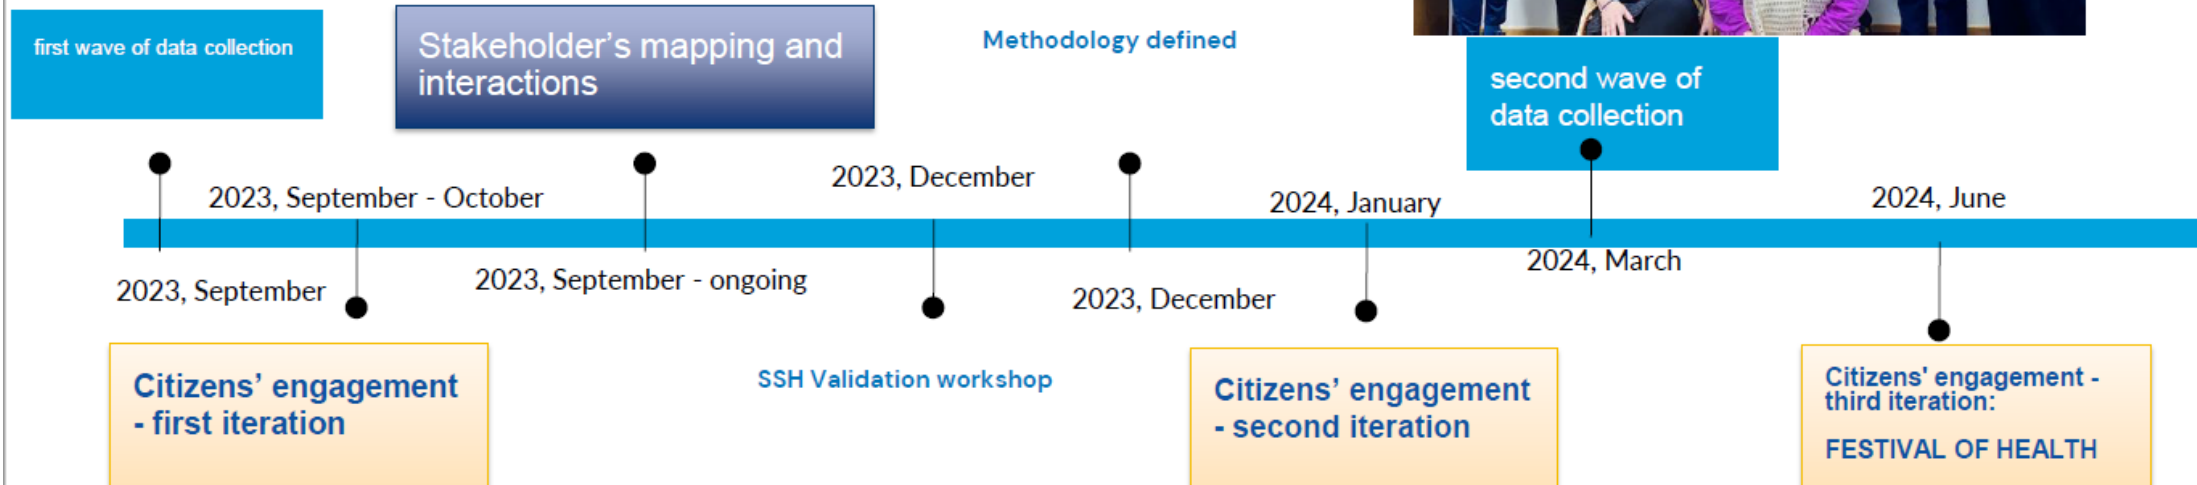 first wave of data collection
Stakeholder’s mapping and
interactions
Methodology defined
second wave of
data collection
2023, September - October
2023, December
2024, January
2024, June
2023, September
2023, September - ongoing
2023, December
2024, March
Citizens’ engagement
- first iteration
SSH Validation workshop
Citizens’ engagement
- second iteration
Citizens' engagement -
third iteration:
FESTIVAL OF HEALTH